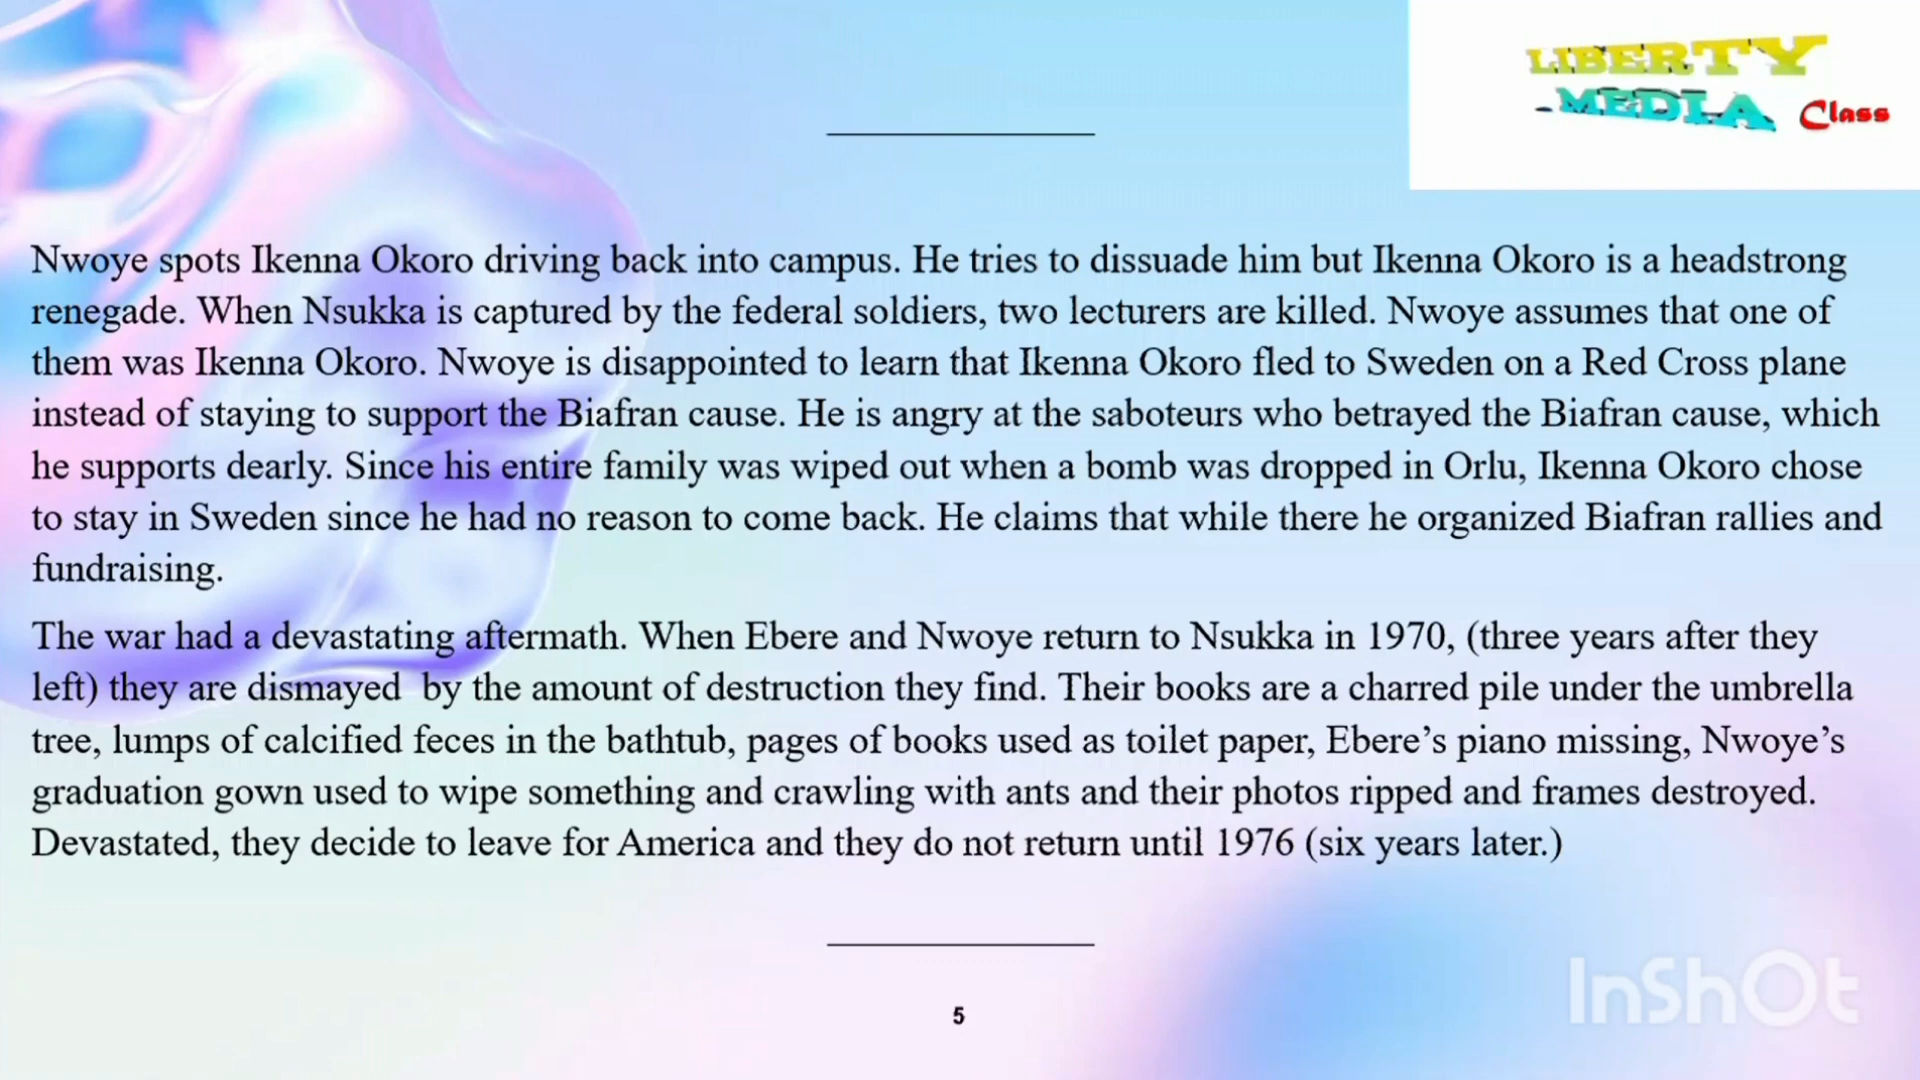 LIBERTY
-MEDIA Class
Nwoye spots Ikenna Okoro driving back into campus. He tries to dissuade him but Ikenna Okoro is a headstrong
renegade. When Nsukka is captured by the federal soldiers, two lecturers are killed. Nwoye assumes that one of
them was Ikenna Okoro. Nwoye is disappointed to learn that Ikenna Okoro fled to Sweden on a Red Cross plane
instead of staying to support the Biafran cause. He is angry at the saboteurs who betrayed the Biafran cause, which
he supports dearly. Since his entire family was wiped out when a bomb was dropped in Orlu, Ikenna Okoro chose
to stay in Sweden since he had no reason to come back. He claims that while there he organized Biafran rallies and
fundraising.
The war had a devastating aftermath. When Ebere and Nwoye return to Nsukka in 1970, (three years after they
left) they are dismayed by the amount of destruction they find. Their books are a charred pile under the umbrella
tree, lumps of calcified feces in the bathtub, pages of books used as toilet paper, Ebere’s piano missing, Nwoye’s
graduation gown used to wipe something and crawling with ants and their photos ripped and frames destroyed.
Devastated, they decide to leave for America and they do not return until 1976 (six years later.)
InShOt
5